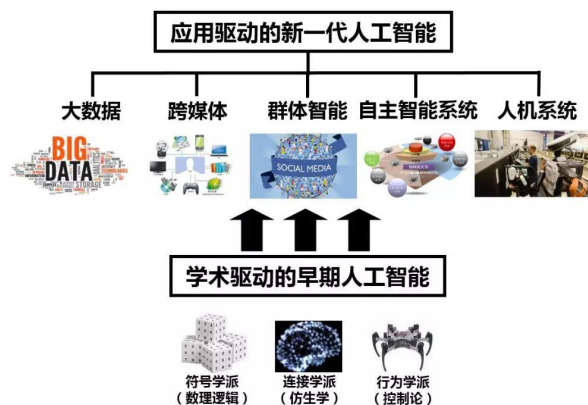 应用驱动的新一代人工智能
大数据 跨媒体 群体智能 自主智能系统 人机系统
BIG
DATA
STORAGE
SOCIAL MEDIA
学术驱动的早期人工智能
符号学派 连接学派 行为学派
(数理逻辑) (仿生学) (控制论)